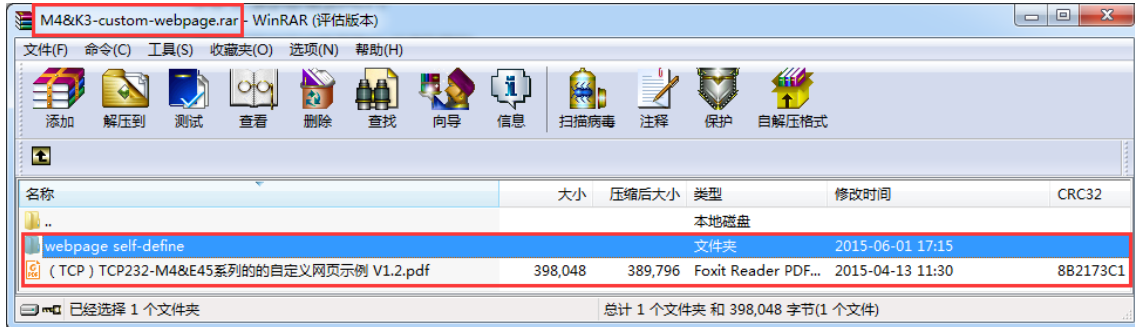 M4&K3-custom-webpage.rar - WinRAR (评估版本)
文件(F) 命令(C) 工具(S) 收藏夹(O) 选项(N) 帮助(H)
添加 解压到 测试 查看 删除 查找 向导 信息 扫描病毒 注释 保护 自解压格式
名称 大小 压缩后大小 类型 修改时间 CRC32
.. 本地磁盘
webpage self-define 文件夹 2015-06-01 17:15
（TCP）TCP232-M4&E45系列的的自定义网页示例 V1.2.pdf 398,048 389,796 Foxit Reader PDF... 2015-04-13 11:30 8B2173C1
已经选择 1 个文件夹 总计 1 个文件夹 和 398,048 字节(1 个文件)